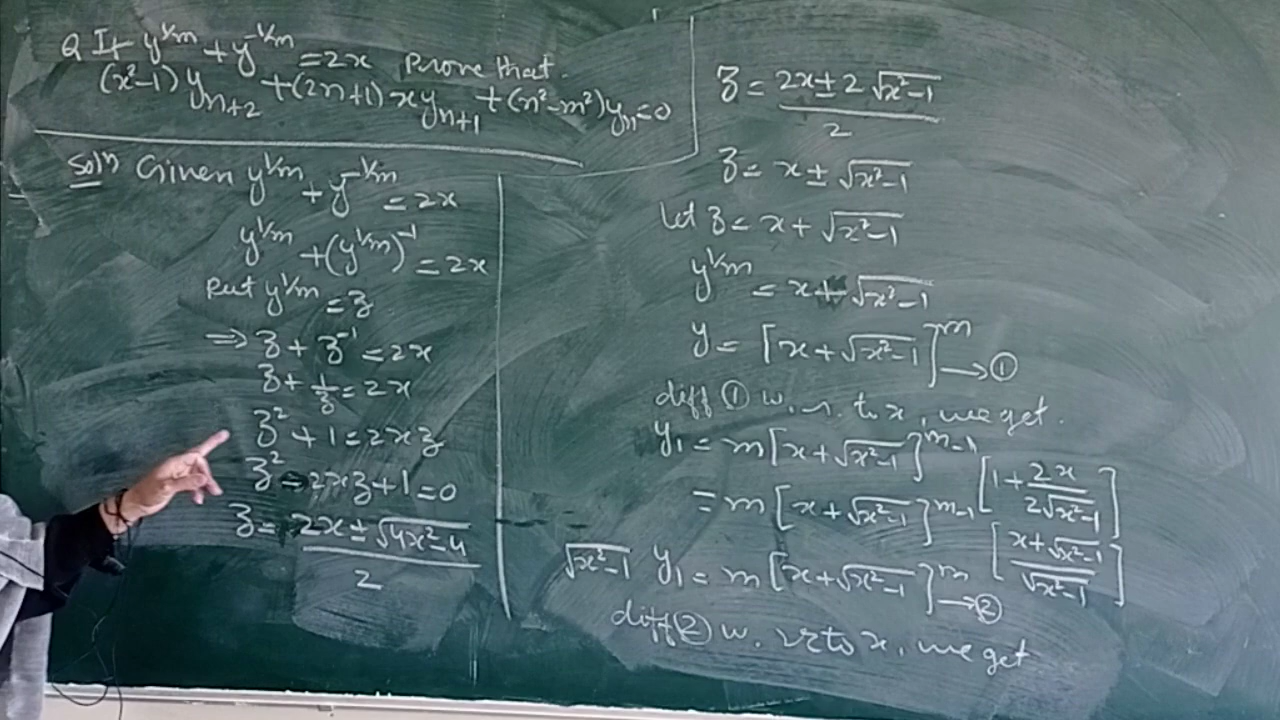 Q If y^1/m + y^-1/m = 2x Prove that.
(x²-1) y_n+2 + (2n+1) x y_n+1 + (n²-m²) y_n = 0
Solⁿ Given y^1/m + y^-1/m = 2x
y^1/m + (y^1/m)^-1 = 2x
Put y^1/m = z
⇒ z + z^-1 = 2x
z + 1/z = 2x
z² + 1 = 2xz
z² - 2xz + 1 = 0
z = (2x ± √(4x²-4))/2
z = (2x ± 2√(x²-1))/2
z = x ± √(x²-1)
let z = x + √(x²-1)
y^1/m = x + √(x²-1)
y = [x + √(x²-1)]^m → ①
diff ① w. r. to x, we get.
y₁ = m[x + √(x²-1)]^m-1 [1 + 2x/(2√(x²-1))]
= m[x + √(x²-1)]^m-1 [(x + √(x²-1))/√(x²-1)]
√(x²-1) y₁ = m[x + √(x²-1)]^m → ②
diff ② w. r to x, we get